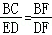 BC/ED = BF/DF